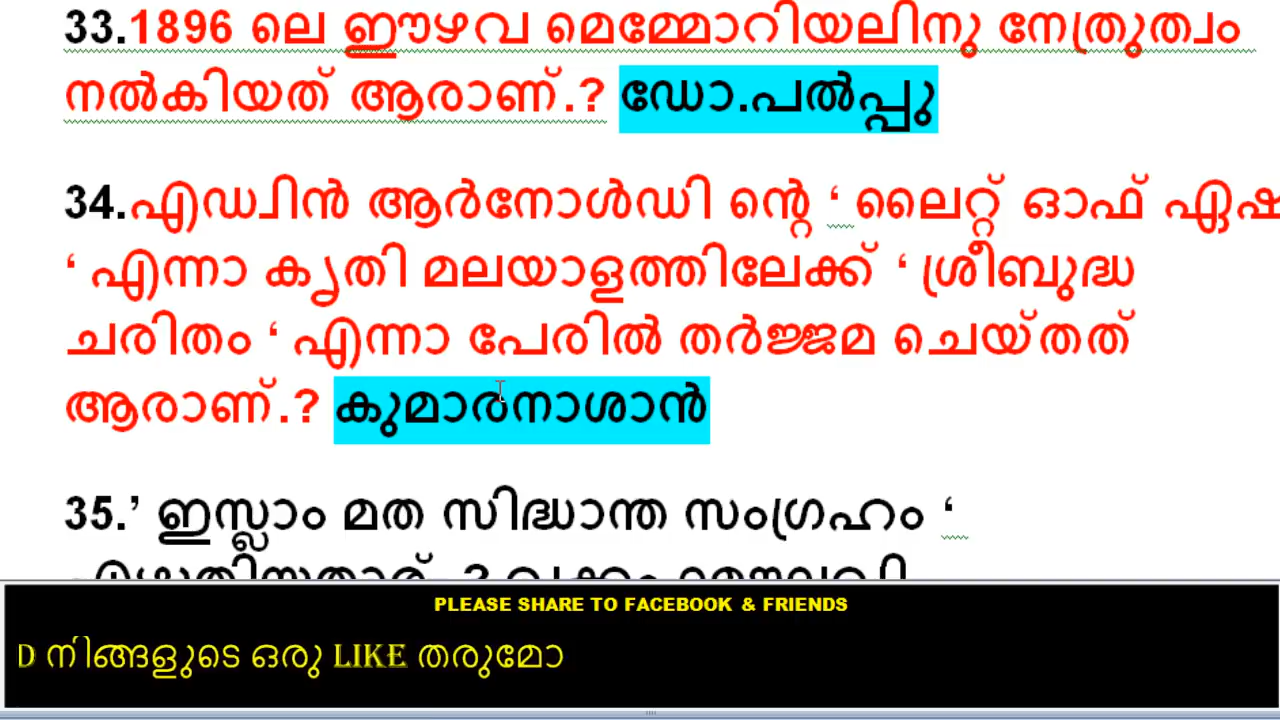 33.1896 ലെ ഈഴവ മെമ്മോറിയലിനു നേത്രുത്വം
നൽകിയത് ആരാണ്.? ഡോ.പൽപ്പു
34.എഡ്വിൻ ആർനോൾഡി ന്റെ ‘ ലൈറ്റ് ഓഫ് ഏഷ
‘ എന്നാ കൃതി മലയാളത്തിലേക്ക് ‘ ശ്രീബുദ്ധ
ചരിതം ‘ എന്നാ പേരിൽ തർജ്ജമ ചെയ്തത്
ആരാണ്.? കുമാരനാശാൻ
35.’ ഇസ്ലാം മത സിദ്ധാന്ത സംഗ്രഹം ‘
PLEASE SHARE TO FACEBOOK & FRIENDS
D നിങ്ങളുടെ ഒരു LIKE തരുമോ